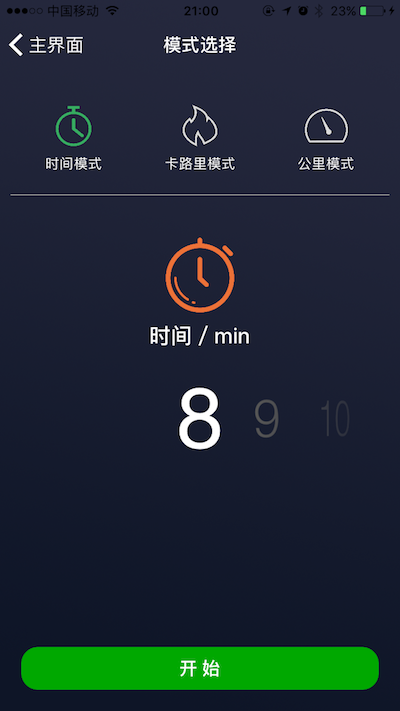 中国移动 21:00 23%
主界面 模式选择
时间模式 卡路里模式 公里模式
时间 / min
8 9 10
开始